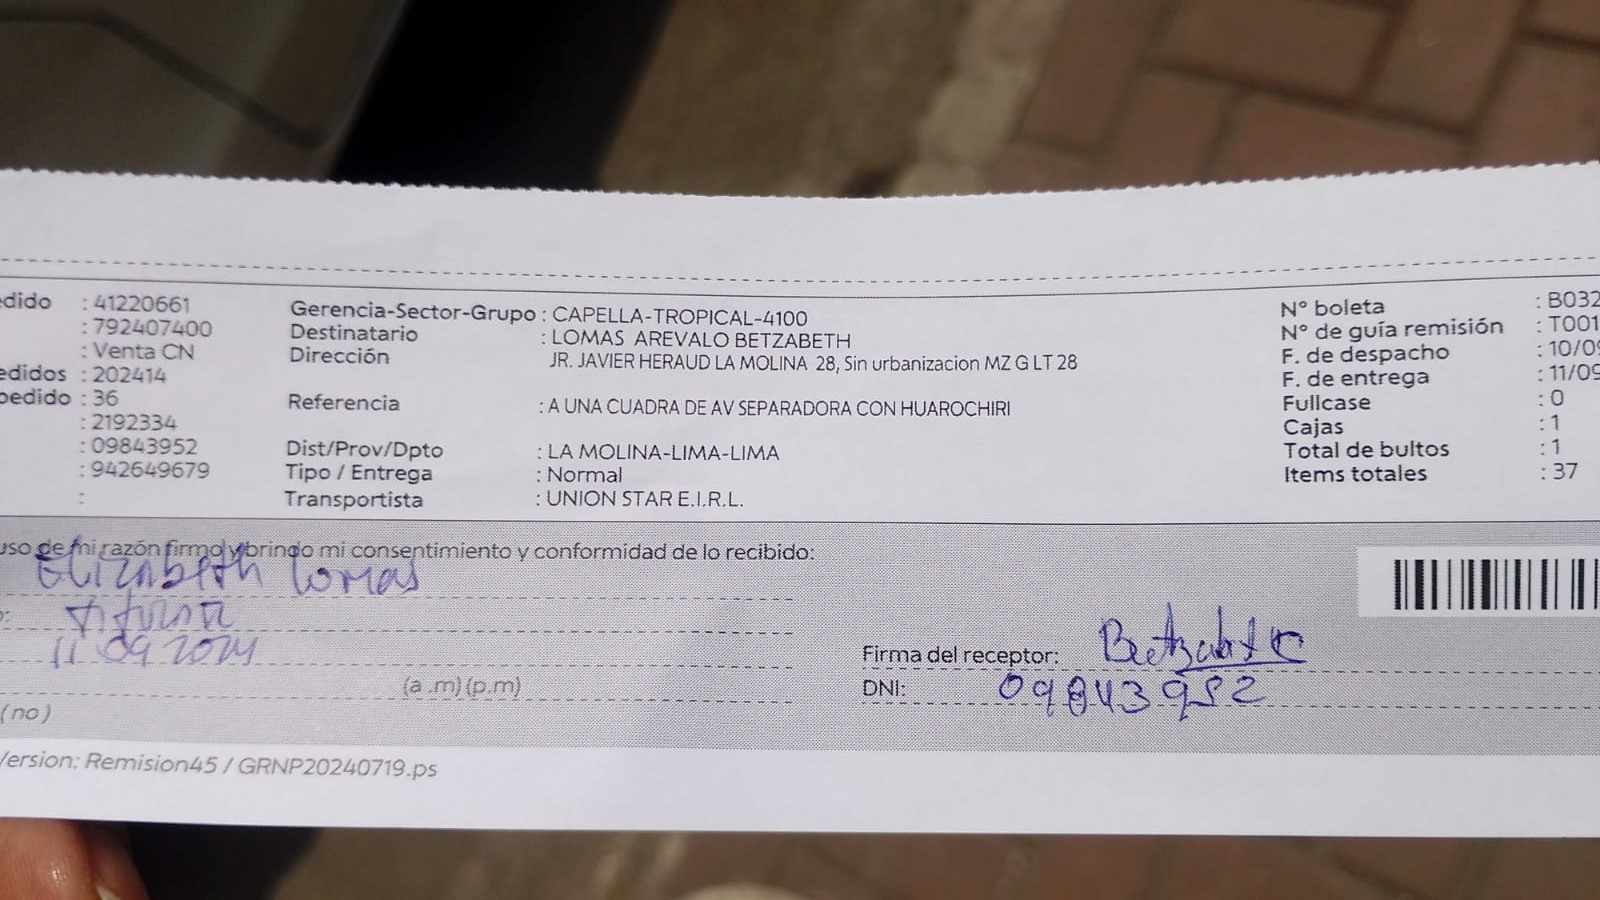 edido : 41220661
: 792407400
: Venta CN
edidos : 202414
pedido : 36
: 2192334
: 09843952
: 942649679
:
Gerencia-Sector-Grupo : CAPELLA-TROPICAL-4100
Destinatario : LOMAS AREVALO BETZABETH
Dirección JR. JAVIER HERAUD LA MOLINA 28, Sin urbanizacion MZ G LT 28
Referencia : A UNA CUADRA DE AV SEPARADORA CON HUAROCHIRI
Dist/Prov/Dpto : LA MOLINA-LIMA-LIMA
Tipo / Entrega : Normal
Transportista : UNION STAR E.I.R.L.
N° boleta : B032
N° de guía remisión : T001
F. de despacho : 10/09
F. de entrega : 11/09
Fullcase : 0
Cajas : 1
Total de bultos : 1
Items totales : 37
uso de mi razón firmo y brindo mi consentimiento y conformidad de lo recibido:
Elizabeth Lomas
o: Titular
11 09 2024
(a .m) (p.m)
(no)
Firma del receptor: Betzabet
DNI: 09843952
Version: Remision45 / GRNP20240719.ps